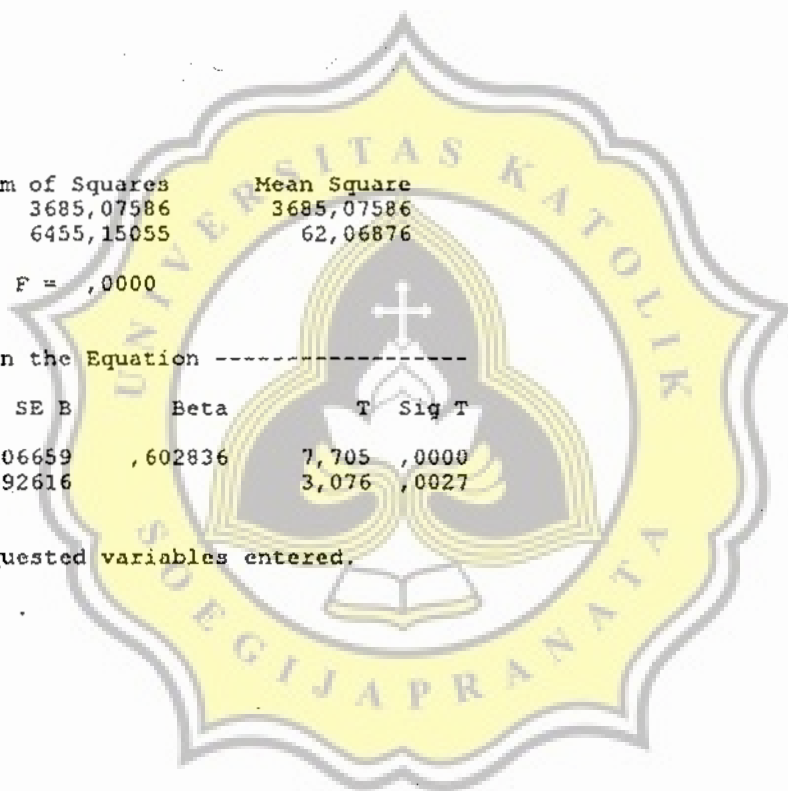 m of Squares Mean Square
3685,07586 3685,07586
6455,15055 62,06876
F = ,0000
n the Equation ------------------
SE B Beta T Sig T
06659 ,602836 7,705 ,0000
92616 3,076 ,0027
uested variables entered.
UNIVERSITAS KATOLIK
SOEGIJAPRANATA